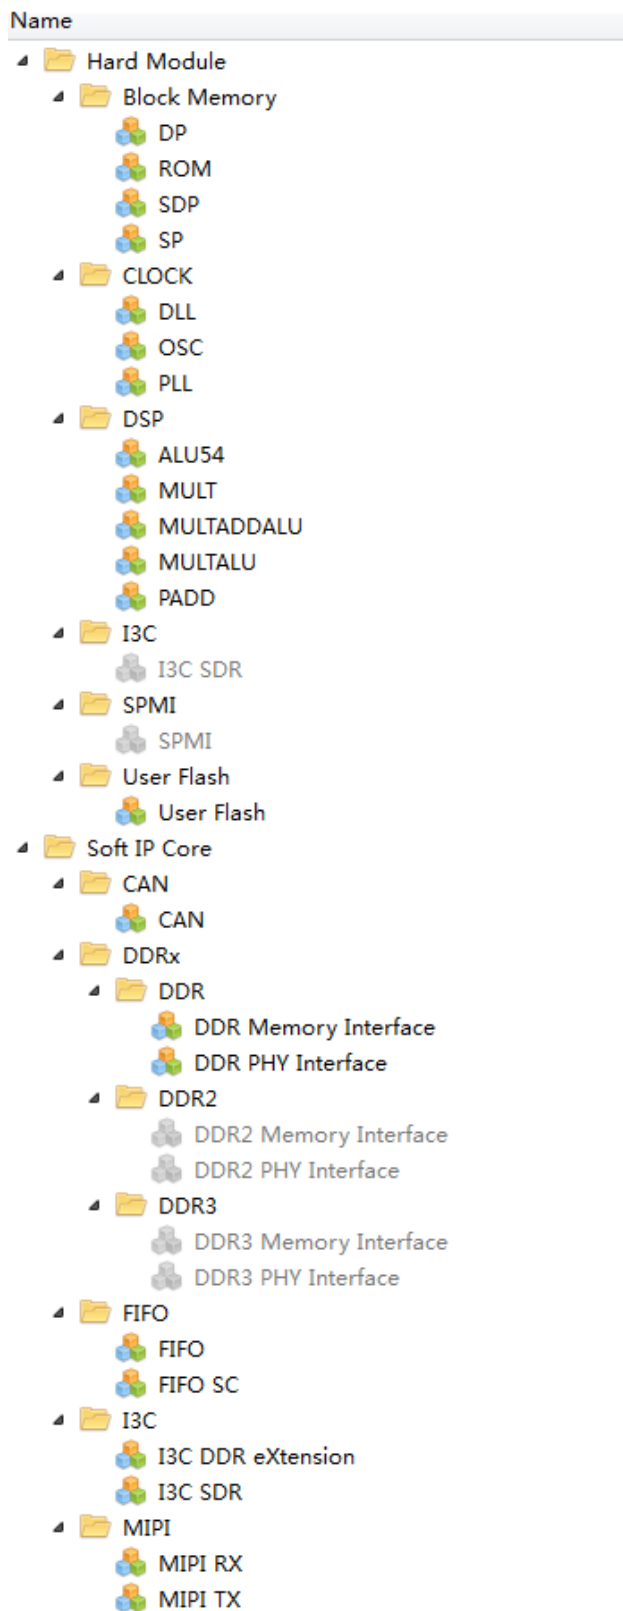 Name
Hard Module
Block Memory
DP
ROM
SDP
SP
CLOCK
DLL
OSC
PLL
DSP
ALU54
MULT
MULTADDALU
MULTALU
PADD
I3C
I3C SDR
SPMI
SPMI
User Flash
User Flash
Soft IP Core
CAN
CAN
DDRx
DDR
DDR Memory Interface
DDR PHY Interface
DDR2
DDR2 Memory Interface
DDR2 PHY Interface
DDR3
DDR3 Memory Interface
DDR3 PHY Interface
FIFO
FIFO
FIFO SC
I3C
I3C DDR eXtension
I3C SDR
MIPI
MIPI RX
MIPI TX